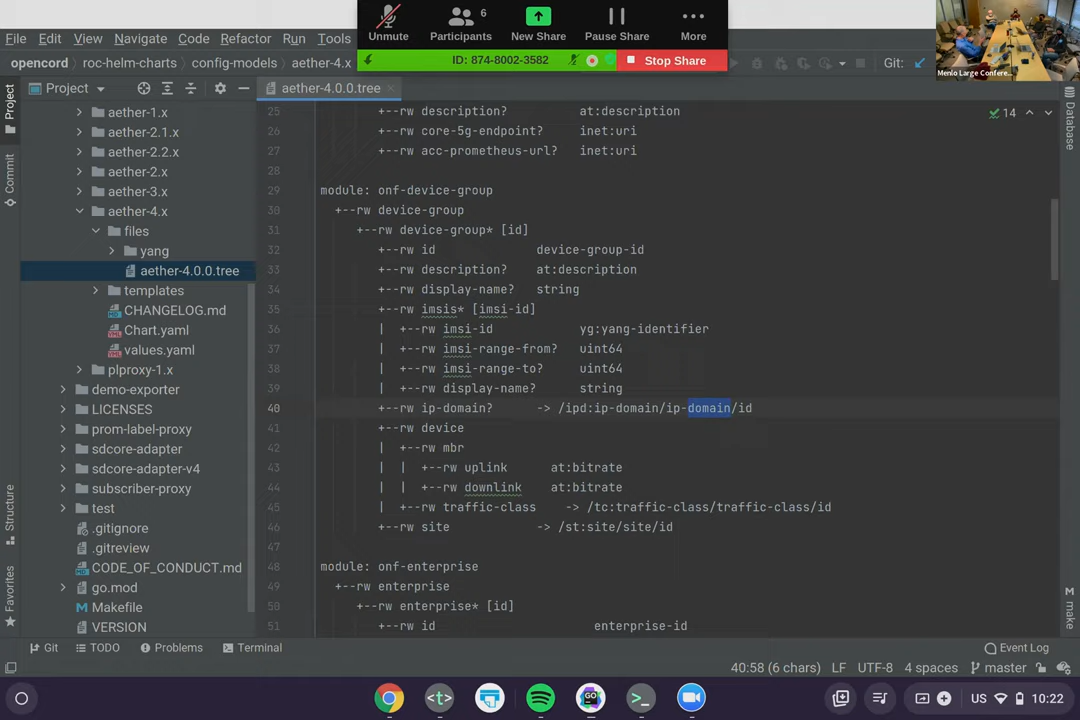 6
Unmute
Participants
New Share
Pause Share
More
ID: 874-8002-3582
Stop Share
Menlo Large Confere...
File Edit View Navigate Code Refactor Run Tools
opencord roc-helm-charts config-models aether-4.x
Git:
Project
aether-4.0.0.tree
Project
Commit
Structure
Favorites
Database
make
aether-1.x
aether-2.1.x
aether-2.2.x
aether-2.x
aether-3.x
aether-4.x
files
yang
aether-4.0.0.tree
templates
CHANGELOG.md
Chart.yaml
values.yaml
plproxy-1.x
demo-exporter
LICENSES
prom-label-proxy
sdcore-adapter
sdcore-adapter-v4
subscriber-proxy
test
.gitignore
.gitreview
CODE_OF_CONDUCT.md
go.mod
Makefile
VERSION
14
25 +--rw description? at:description
26 +--rw core-5g-endpoint? inet:uri
27 +--rw acc-prometheus-url? inet:uri
28
29 module: onf-device-group
30 +--rw device-group
31 +--rw device-group* [id]
32 +--rw id device-group-id
33 +--rw description? at:description
34 +--rw display-name? string
35 +--rw imsis* [imsi-id]
36 | +--rw imsi-id yg:yang-identifier
37 | +--rw imsi-range-from? uint64
38 | +--rw imsi-range-to? uint64
39 | +--rw display-name? string
40 +--rw ip-domain? -> /ipd:ip-domain/ip-domain/id
41 +--rw device
42 | +--rw mbr
43 | | +--rw uplink at:bitrate
44 | | +--rw downlink at:bitrate
45 | +--rw traffic-class -> /tc:traffic-class/traffic-class/id
46 +--rw site -> /st:site/site/id
47
48 module: onf-enterprise
49 +--rw enterprise
50 +--rw enterprise* [id]
51 +--rw id enterprise-id
Git TODO Problems Terminal Event Log
40:58 (6 chars) LF UTF-8 4 spaces master
US 10:22